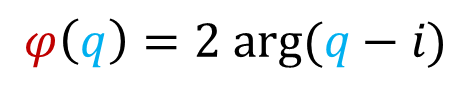 φ(q) = 2 arg(q − i)